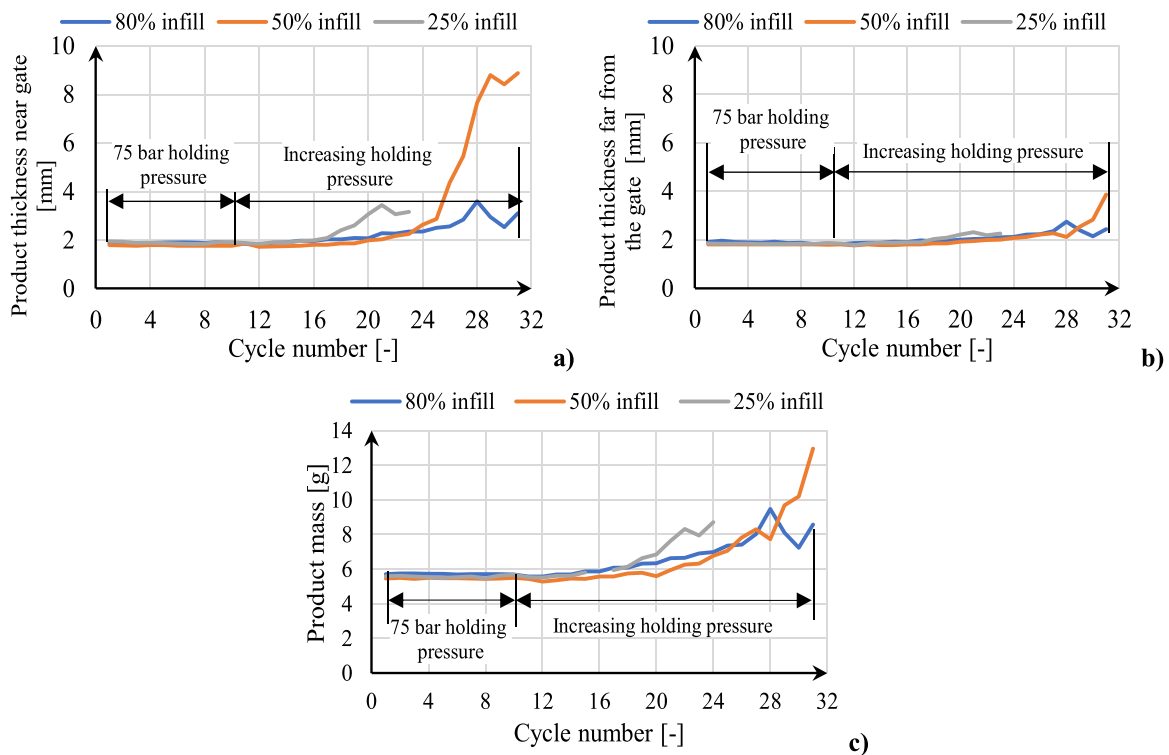 80% infill 50% infill 25% infill
Product thickness near gate
[mm]
10
8
6
4
2
0
75 bar holding
pressure
Increasing holding
pressure
0 4 8 12 16 20 24 28 32
Cycle number [-]
a)
80% infill 50% infill 25% infill
Product thickness far from
the gate [mm]
10
8
6
4
2
0
75 bar holding
pressure
Increasing holding pressure
0 4 8 12 16 20 24 28 32
Cycle number [-]
b)
80% infill 50% infill 25% infill
Product mass [g]
14
12
10
8
6
4
2
0
75 bar holding
pressure
Increasing holding pressure
0 4 8 12 16 20 24 28 32
Cycle number [-]
c)